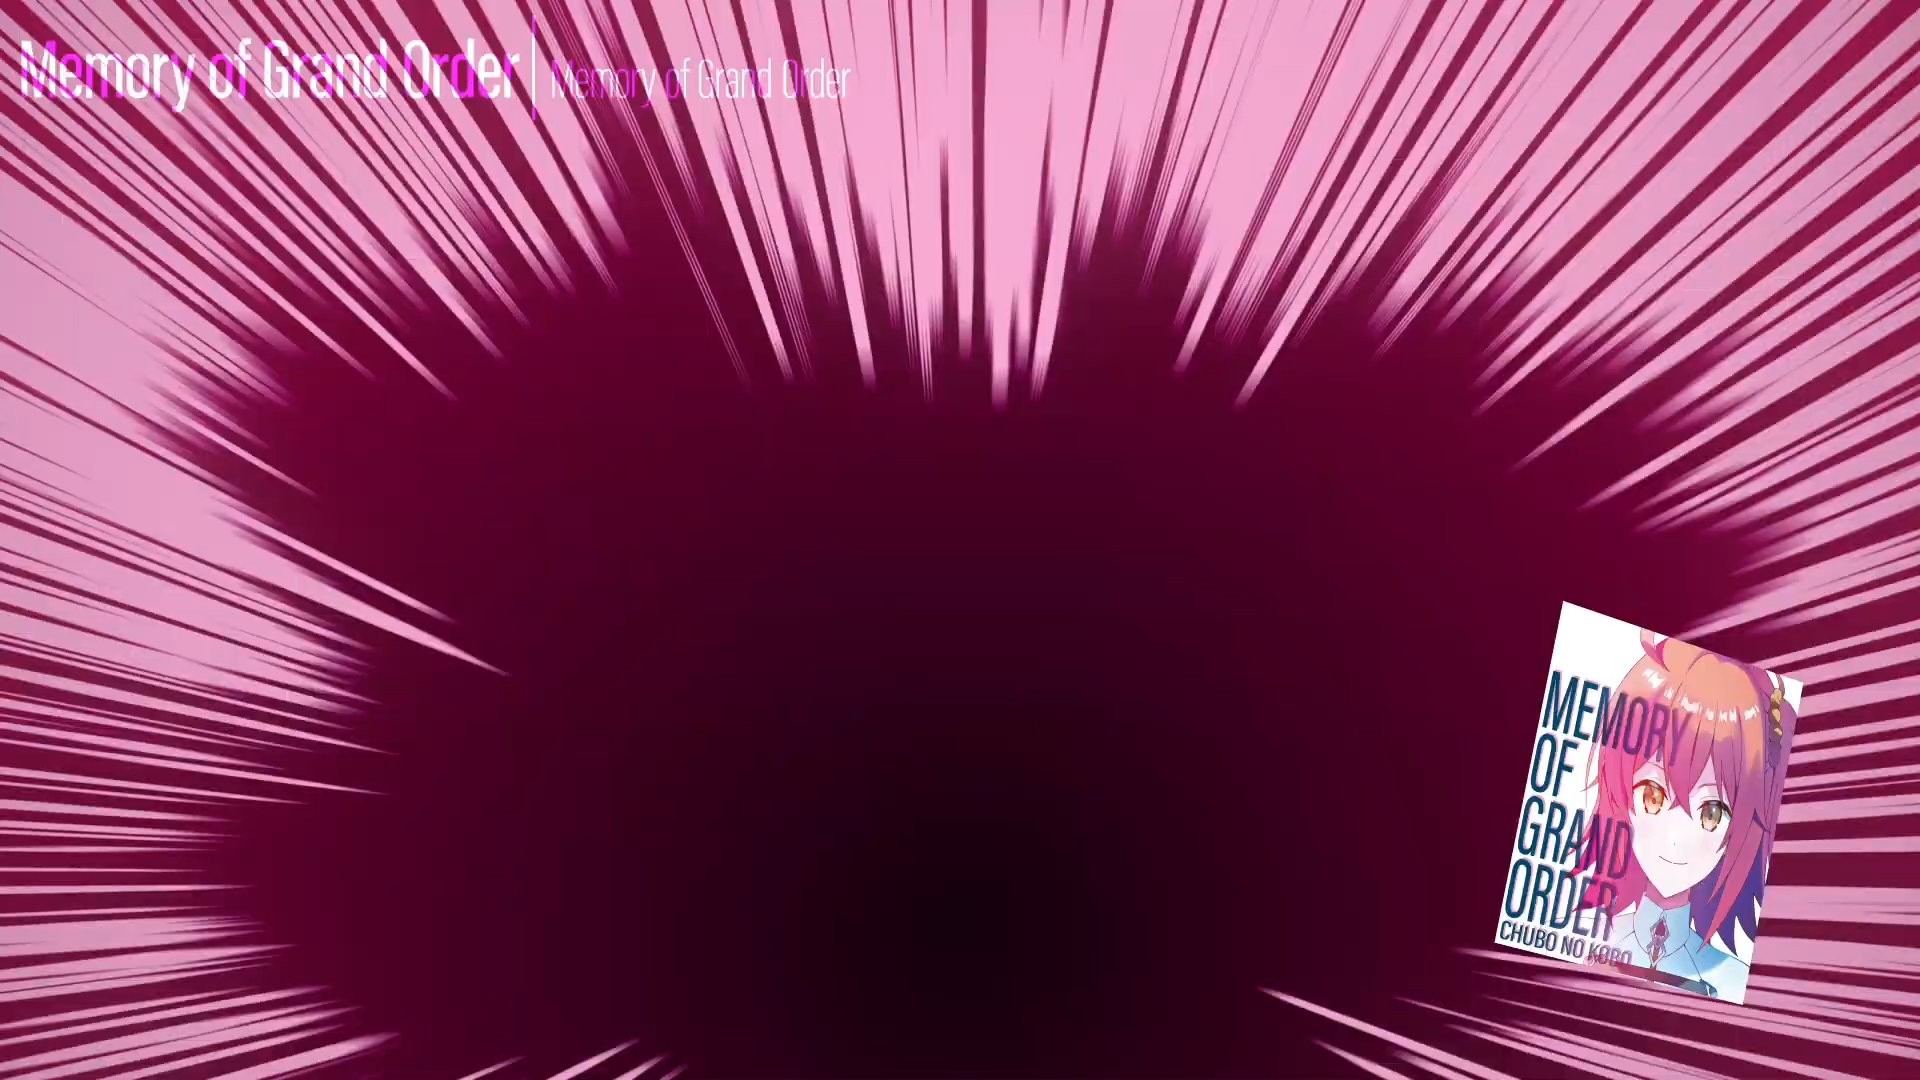 Memory of Grand Order
Memory of Grand Order
MEMORY
OF
GRAND
ORDER
CHUBO NO KOBO